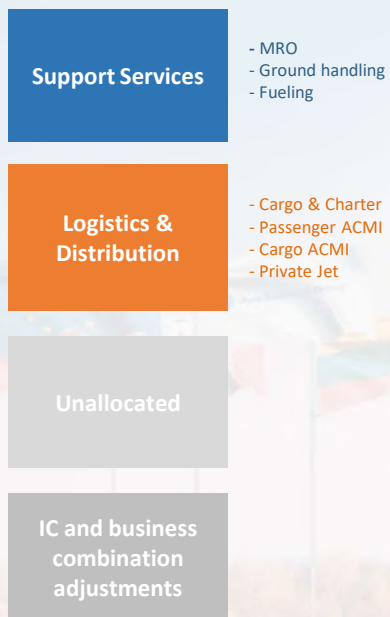 Support Services
- MRO
- Ground handling
- Fueling
Logistics &
Distribution
- Cargo & Charter
- Passenger ACMI
- Cargo ACMI
- Private Jet
Unallocated
IC and business
combination
adjustments